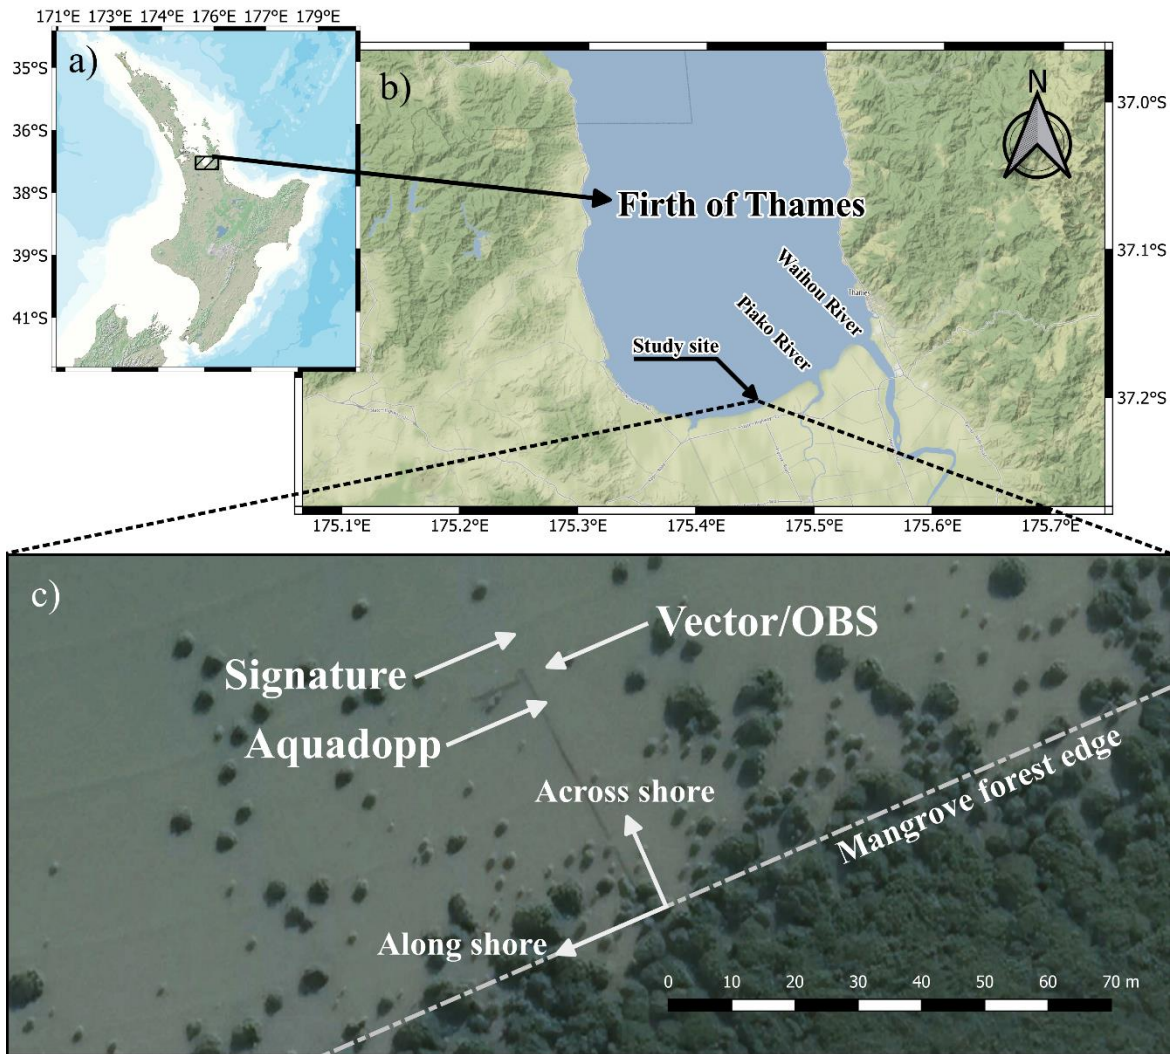 171°E 173°E 174°E 176°E 177°E 179°E
35°S
36°S
38°S
39°S
41°S
a)
b)
N
37.0°S
37.1°S
37.2°S
Firth of Thames
Waihou River
Thames
Piako River
Study site
175.1°E 175.2°E 175.3°E 175.4°E 175.5°E 175.6°E 175.7°E
c)
Vector/OBS
Signature
Aquadopp
Across shore
Mangrove forest edge
Along shore
0 10 20 30 40 50 60 70 m